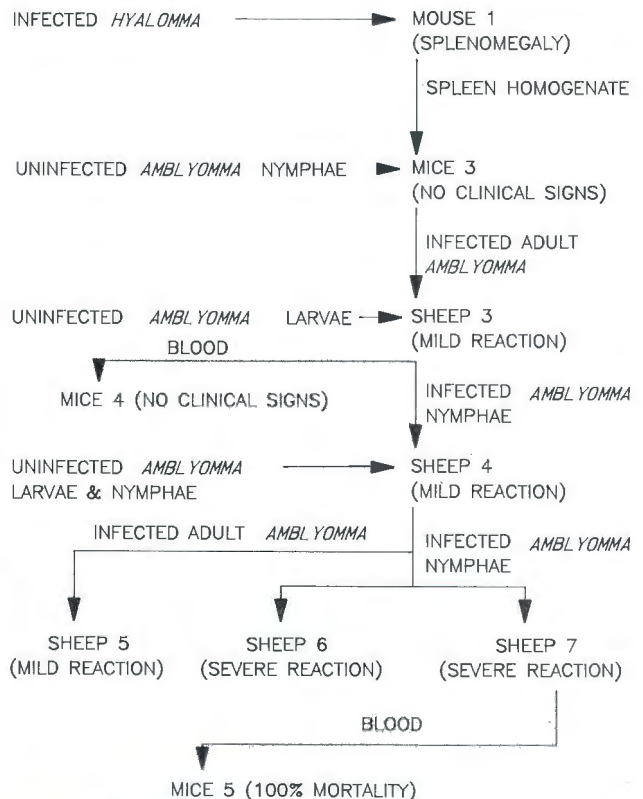 INFECTED HYALOMMA
MOUSE 1
(SPLENOMEGALY)
SPLEEN HOMOGENATE
UNINFECTED AMBLYOMMA NYMPHAE
MICE 3
(NO CLINICAL SIGNS)
INFECTED ADULT
AMBLYOMMA
UNINFECTED AMBLYOMMA LARVAE
SHEEP 3
(MILD REACTION)
BLOOD
MICE 4 (NO CLINICAL SIGNS)
INFECTED AMBLYOMMA
NYMPHAE
UNINFECTED AMBLYOMMA
LARVAE & NYMPHAE
SHEEP 4
(MILD REACTION)
INFECTED ADULT AMBLYOMMA
INFECTED AMBLYOMMA
NYMPHAE
SHEEP 5
(MILD REACTION)
SHEEP 6
(SEVERE REACTION)
SHEEP 7
(SEVERE REACTION)
BLOOD
MICE 5 (100% MORTALITY)